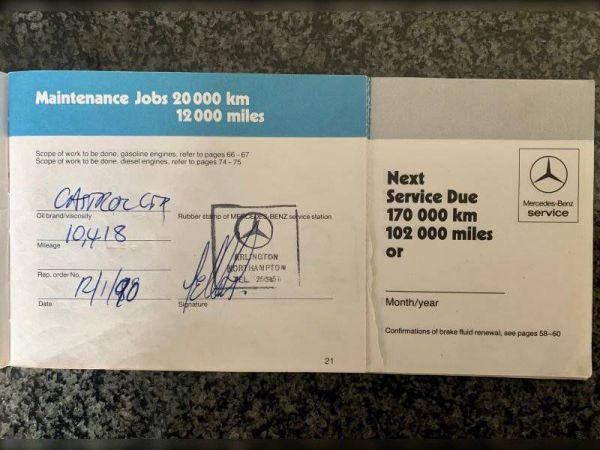 Maintenance Jobs 20 000 km
12 000 miles
Scope of work to be done, gasoline engines, refer to pages 66–67
Scope of work to be done, diesel engines, refer to pages 74–75
CASTROL GTX
Oil brand/viscosity
Rubber stamp of MERCEDES-BENZ service station
10,418
Mileage
ARLINGTON
NORTHAMPTON
TEL
Rep. order No.
12/1/90
Date
Signature
21
Next
Service Due
170 000 km
102 000 miles
or
Mercedes-Benz
service
Month/year
Confirmations of brake fluid renewal, see pages 58–60